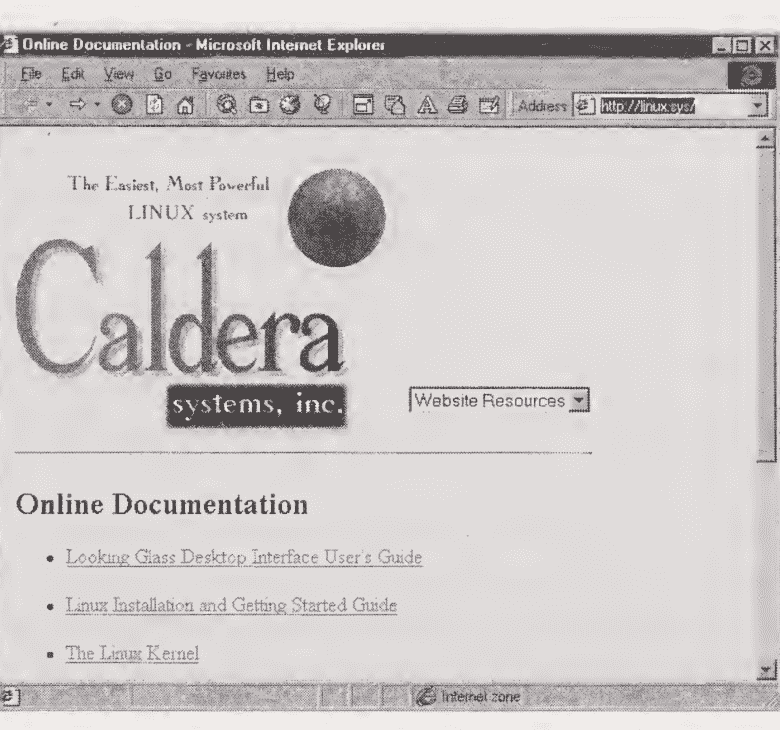 Online Documentation - Microsoft Internet Explorer
File Edit View Go Favorites Help
Address http://linux.sys/
The Easiest, Most Powerful
LINUX system
Caldera
systems, inc.
Website Resources
Online Documentation
• Looking Glass Desktop Interface User's Guide
• Linux Installation and Getting Started Guide
• The Linux Kernel
Internet zone